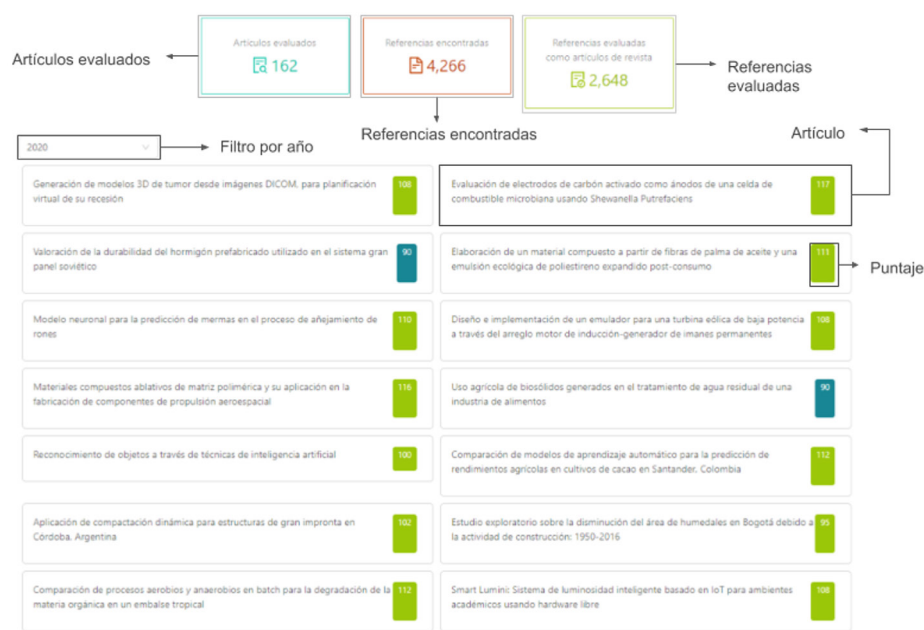 Artículos evaluados
Artículos evaluados
162
Referencias encontradas
4,266
Referencias evaluadas
como artículos de revista
2,648
Referencias
evaluadas
Referencias encontradas
Artículo
2020
Filtro por año
Generación de modelos 3D de tumor desde imágenes DICOM, para planificación
virtual de su recesión
108
Evaluación de electrodos de carbón activado como ánodos de una celda de
combustible microbiana usando Shewanella Putrefaciens
117
Valoración de la durabilidad del hormigón prefabricado utilizado en el sistema gran
panel soviético
90
Elaboración de un material compuesto a partir de fibras de palma de aceite y una
emulsión ecológica de poliestireno expandido post-consumo
111
Puntaje
Modelo neuronal para la predicción de mermas en el proceso de añejamiento de
rones
110
Diseño e implementación de un emulador para una turbina eólica de baja potencia
a través del arreglo motor de inducción-generador de imanes permanentes
108
Materiales compuestos ablativos de matriz polimérica y su aplicación en la
fabricación de componentes de propulsión aeroespacial
116
Uso agrícola de biosólidos generados en el tratamiento de agua residual de una
industria de alimentos
90
Reconocimiento de objetos a través de técnicas de inteligencia artificial
100
Comparación de modelos de aprendizaje automático para la predicción de
rendimientos agrícolas en cultivos de cacao en Santander, Colombia
112
Aplicación de compactación dinámica para estructuras de gran impronta en
Córdoba, Argentina
102
Estudio exploratorio sobre la disminución del área de humedales en Bogotá debido a
la actividad de construcción: 1950-2016
95
Comparación de procesos aerobios y anaerobios en batch para la degradación de la
materia orgánica en un embalse tropical
112
Smart Lumini: Sistema de luminosidad inteligente basado en IoT para ambientes
académicos usando hardware libre
108